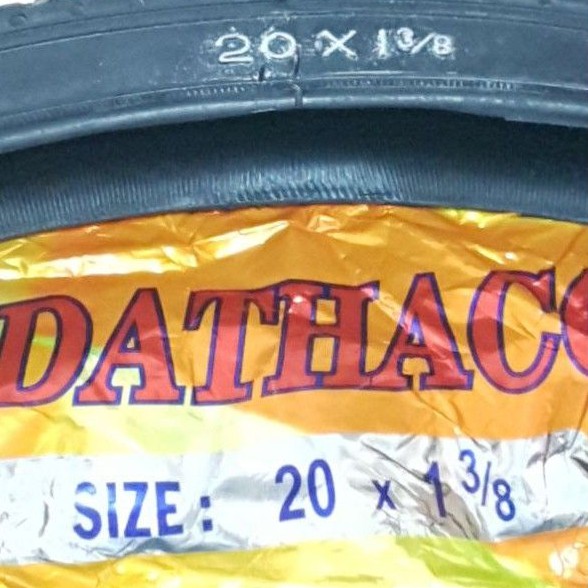 20 X 1 3/8
DATHACO
SIZE : 20 x 1 3/8